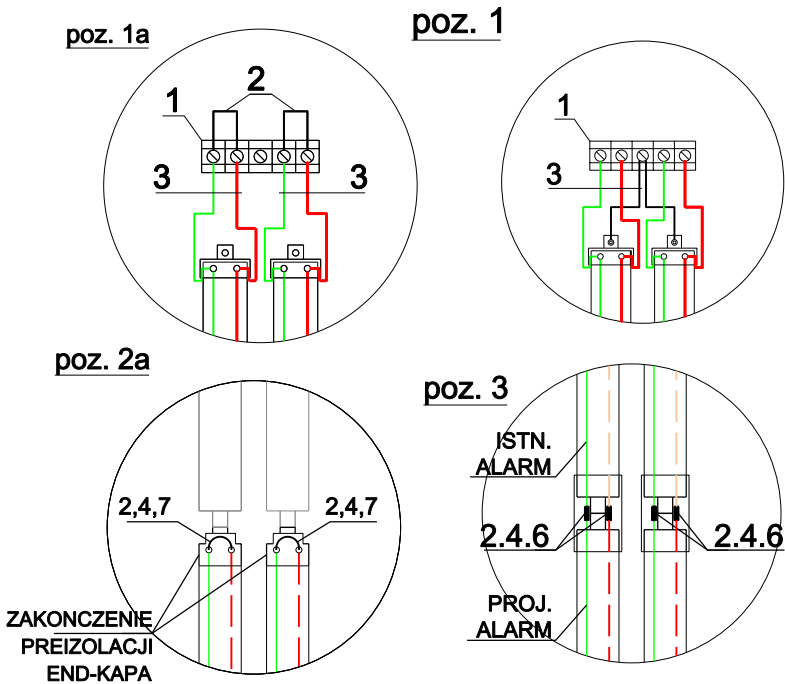 poz. 1a
poz. 1
2
1
3
3
1
3
poz. 2a
2,4,7
2,4,7
ZAKONCZENIE
PREIZOLACJI
END-KAPA
poz. 3
ISTN.
ALARM
2.4.6
2.4.6
PROJ.
ALARM